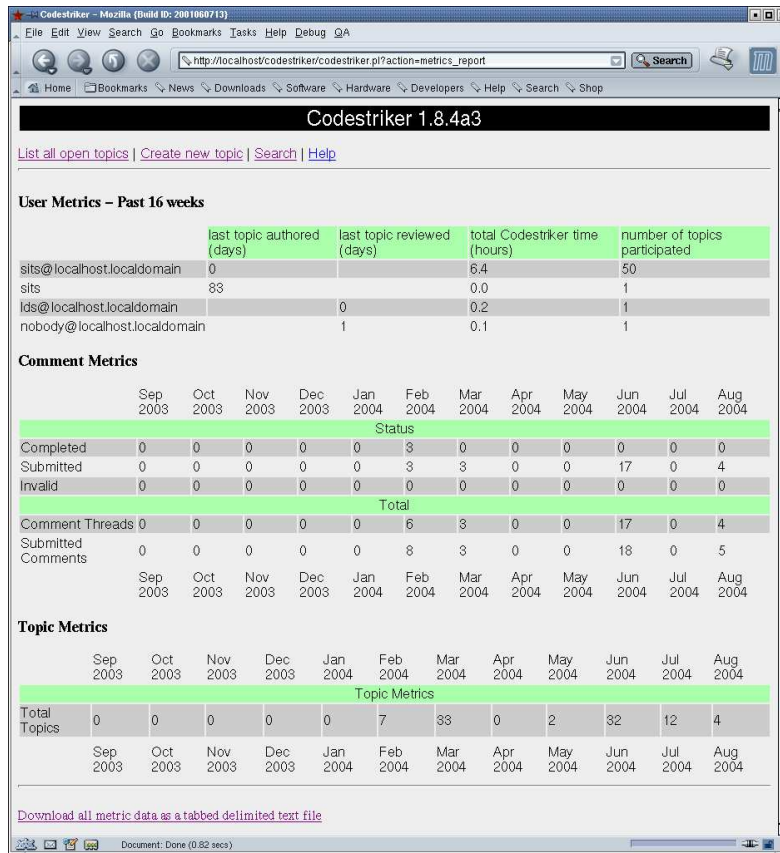 Codestriker – Mozilla {Build ID: 2001060713}
File Edit View Search Go Bookmarks Tasks Help Debug QA
http://localhost/codestriker/codestriker.pl?action=metrics_report Search
Home Bookmarks News Downloads Software Hardware Developers Help Search Shop
Codestriker 1.8.4a3
List all open topics | Create new topic | Search | Help
User Metrics – Past 16 weeks
last topic authored (days) last topic reviewed (days) total Codestriker time (hours) number of topics participated
sits@localhost.localdomain 0 6.4 50
sits 83 0.0 1
lds@localhost.localdomain 0 0.2 1
nobody@localhost.localdomain 1 0.1 1
Comment Metrics
Sep 2003 Oct 2003 Nov 2003 Dec 2003 Jan 2004 Feb 2004 Mar 2004 Apr 2004 May 2004 Jun 2004 Jul 2004 Aug 2004
Status
Completed 0 0 0 0 0 3 0 0 0 0 0 0
Submitted 0 0 0 0 0 3 3 0 0 17 0 4
Invalid 0 0 0 0 0 0 0 0 0 0 0 0
Total
Comment Threads 0 0 0 0 0 6 3 0 0 17 0 4
Submitted Comments 0 0 0 0 0 8 3 0 0 18 0 5
Sep 2003 Oct 2003 Nov 2003 Dec 2003 Jan 2004 Feb 2004 Mar 2004 Apr 2004 May 2004 Jun 2004 Jul 2004 Aug 2004
Topic Metrics
Sep 2003 Oct 2003 Nov 2003 Dec 2003 Jan 2004 Feb 2004 Mar 2004 Apr 2004 May 2004 Jun 2004 Jul 2004 Aug 2004
Topic Metrics
Total Topics 0 0 0 0 0 7 33 0 2 32 12 4
Sep 2003 Oct 2003 Nov 2003 Dec 2003 Jan 2004 Feb 2004 Mar 2004 Apr 2004 May 2004 Jun 2004 Jul 2004 Aug 2004
Download all metric data as a tabbed delimited text file
Document: Done (0.82 secs)